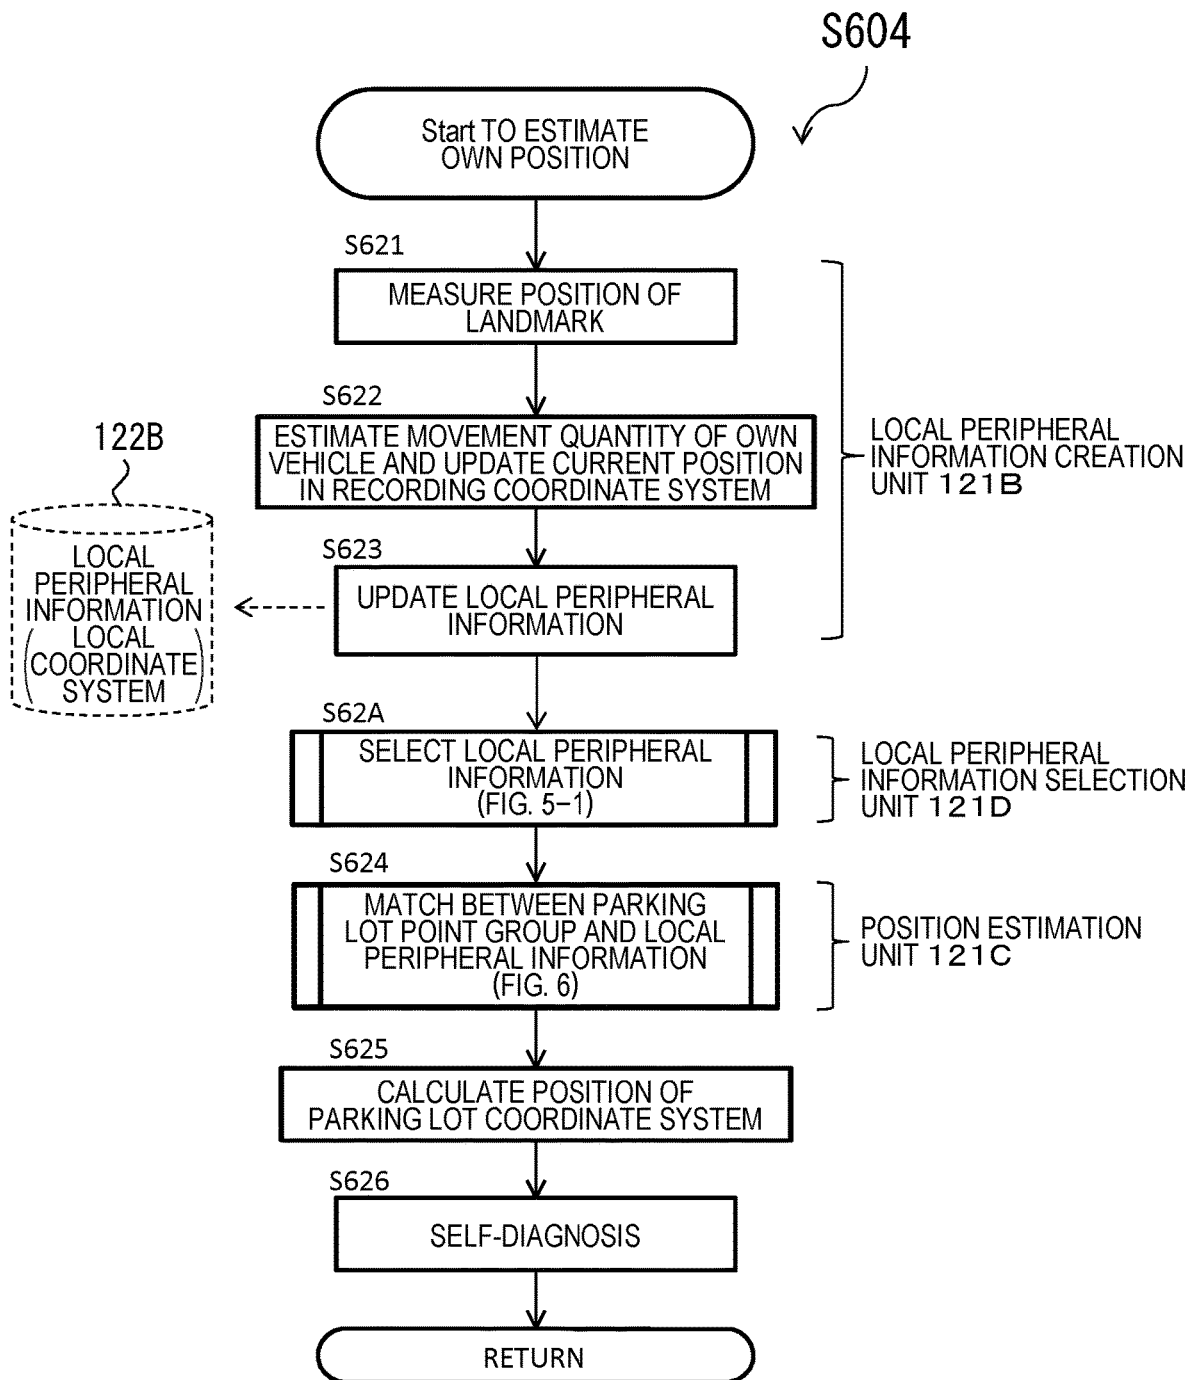 S604
Start TO ESTIMATE
OWN POSITION
S621
MEASURE POSITION OF
LANDMARK
S622
ESTIMATE MOVEMENT QUANTITY OF OWN
VEHICLE AND UPDATE CURRENT POSITION
IN RECORDING COORDINATE SYSTEM
LOCAL PERIPHERAL
INFORMATION CREATION
UNIT 121B
122B
LOCAL
PERIPHERAL
INFORMATION
(LOCAL
COORDINATE
SYSTEM)
S623
UPDATE LOCAL PERIPHERAL
INFORMATION
S62A
SELECT LOCAL PERIPHERAL
INFORMATION
(FIG. 5-1)
LOCAL PERIPHERAL
INFORMATION SELECTION
UNIT 121D
S624
MATCH BETWEEN PARKING
LOT POINT GROUP AND LOCAL
PERIPHERAL INFORMATION
(FIG. 6)
POSITION ESTIMATION
UNIT 121C
S625
CALCULATE POSITION OF
PARKING LOT COORDINATE SYSTEM
S626
SELF-DIAGNOSIS
RETURN